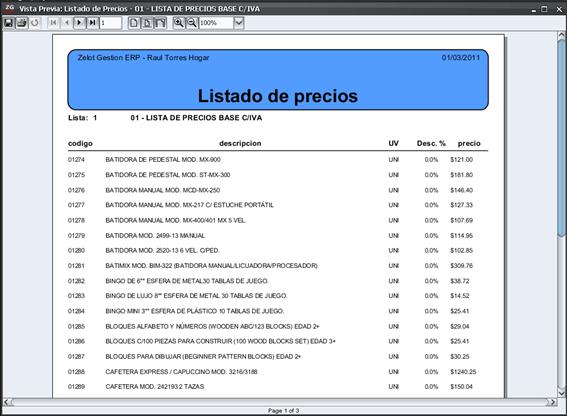 ZG Vista Previa: Listado de Precios - 01 - LISTA DE PRECIOS BASE C/IVA
1 100%
Zelot Gestion ERP - Raul Torres Hogar 01/03/2011
Listado de precios
Lista: 1 01 - LISTA DE PRECIOS BASE C/IVA
codigo descripcion UV Desc. % precio
01274 BATIDORA DE PEDESTAL MOD. MX-900 UNI 0.0% $121.00
01275 BATIDORA DE PEDESTAL MOD. ST-MX-300 UNI 0.0% $181.80
01276 BATIDORA MANUAL MOD. MCD-MX-250 UNI 0.0% $146.40
01277 BATIDORA MANUAL MOD. MX-217 C/ ESTUCHE PORTÁTIL UNI 0.0% $127.33
01278 BATIDORA MANUAL MOD. MX-400/401 MX 5 VEL. UNI 0.0% $107.69
01279 BATIDORA MOD. 2499-13 MANUAL UNI 0.0% $114.95
01280 BATIDORA MOD. 2520-13 6 VEL. C/PED. UNI 0.0% $102.85
01281 BATIMIX MOD. BIM-322 (BATIDORA MANUAL/LICUADORA/PROCESADOR) UNI 0.0% $309.76
01282 BINGO DE 6"" ESFERA DE METAL30 TABLAS DE JUEGO. UNI 0.0% $38.72
01283 BINGO DE LUJO 8"" ESFERA DE METAL 30 TABLAS DE JUEGO. UNI 0.0% $14.52
01284 BINGO MINI 3"" ESFERA DE PLÁSTICO 10 TABLAS DE JUEGO. UNI 0.0% $25.41
01285 BLOQUES ALFABETO Y NÚMEROS (WOODEN ABC/123 BLOCKS) EDAD 2+ UNI 0.0% $29.04
01286 BLOQUES C/100 PIEZAS PARA CONSTRUIR (100 WOOD BLOCKS SET) EDAD 3+ UNI 0.0% $25.41
01287 BLOQUES PARA DIBUJAR (BEGINNER PATTERN BLOCKS) EDAD 2+ UNI 0.0% $30.25
01288 CAFETERA EXPRESS / CAPUCCINO MOD. 3216/3188 UNI 0.0% $1240.25
01289 CAFETERA MOD. 242193 2 TAZAS UNI 0.0% $150.04
Page 1 of 3